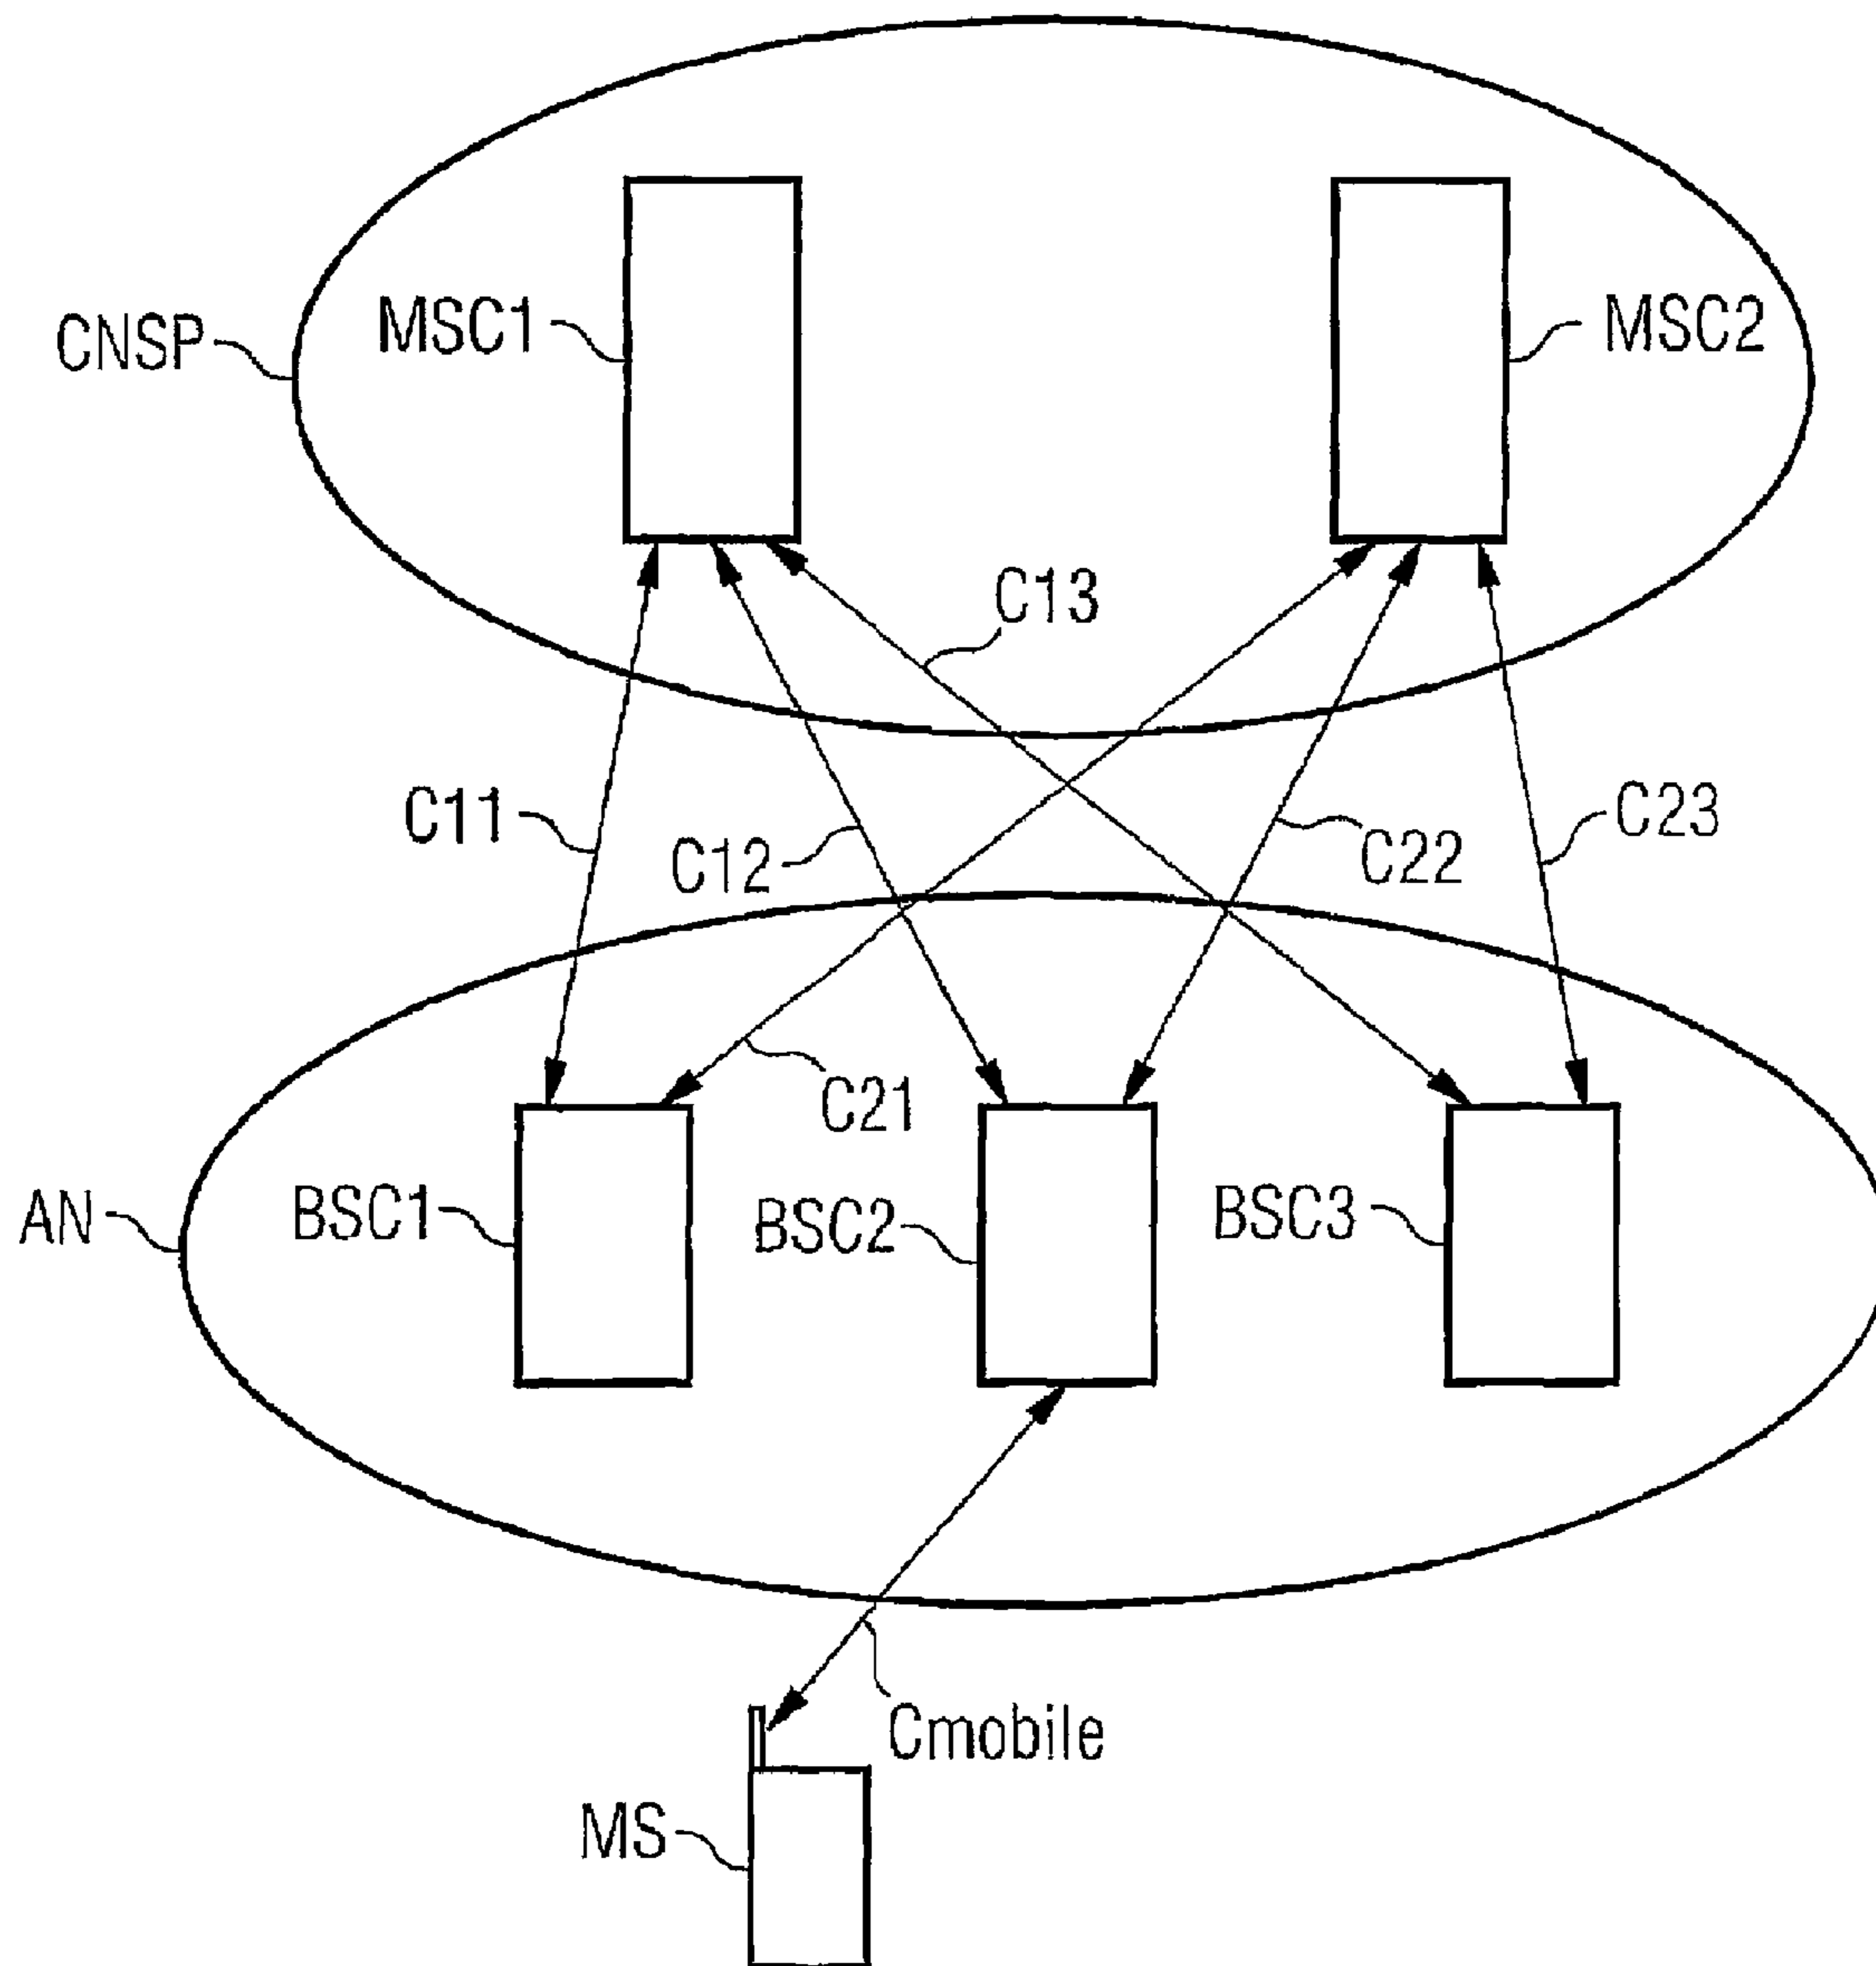 CNSP
MSC1
MSC2
C13
C11
C12
C22
C23
C21
AN
BSC1
BSC2
BSC3
Cmobile
MS